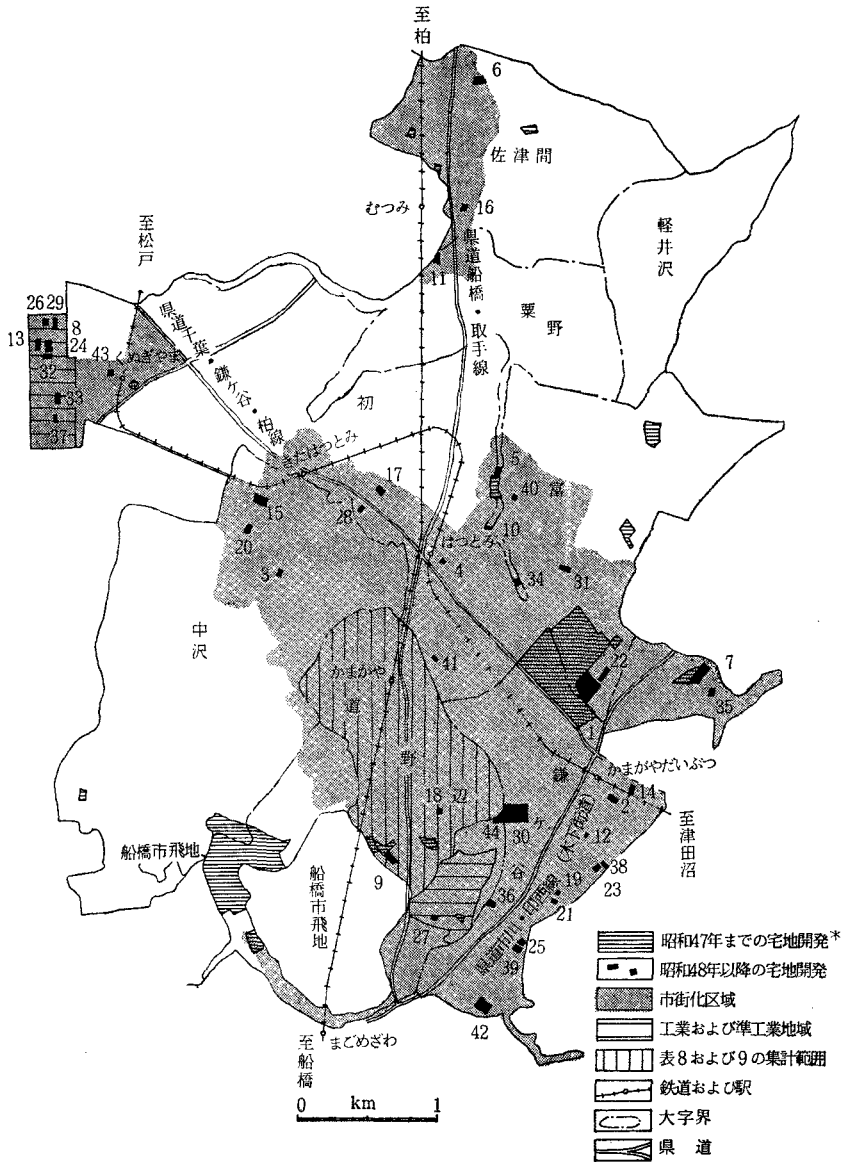 至柏
6
佐津間
むつみ
16
至松戸
軽井沢
県道船橋・取手線
11
粟野
26 29
13
8
24
32
43
くぬぎやま
33
37
県道千葉・鎌ヶ谷・柏線
初
きたはつとみ
17
5
40
富
15
28
10
20
はつとみ
4
3
34
31
中沢
41
22
7
35
かまがや
道
1
野
鎌
かまがやだいぶつ
辺
18
14
2
44
30
ケ
12
(木下街道)
至津田沼
船橋市飛地
船橋市飛地
9
谷
38
36
19
23
21
県道市川・印西線
27
25
39
42
至船橋
まごめざわ
0 km 1
昭和47年までの宅地開発*
昭和48年以降の宅地開発
市街化区域
工業および準工業地域
表8および9の集計範囲
鉄道および駅
大字界
県道